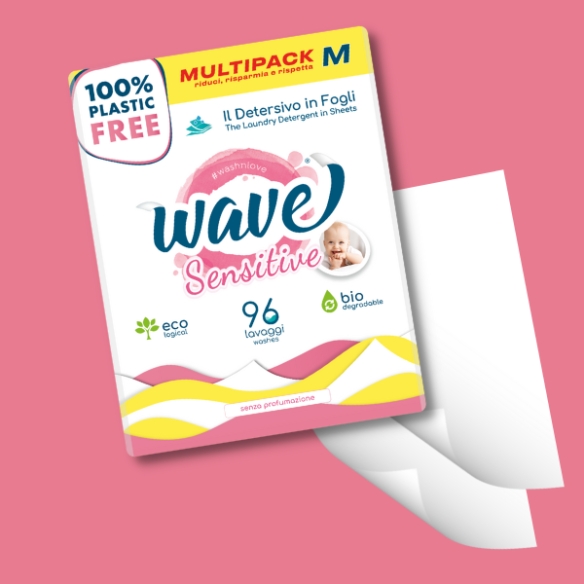 MULTIPACK M
riduci, risparmia e rispetta
100%
PLASTIC
FREE
Il Detersivo in Fogli
The Laundry Detergent in Sheets
#washnlove
wave
Sensitive
eco
logical
96
lavaggi
washes
bio
degradable
senza profumazione